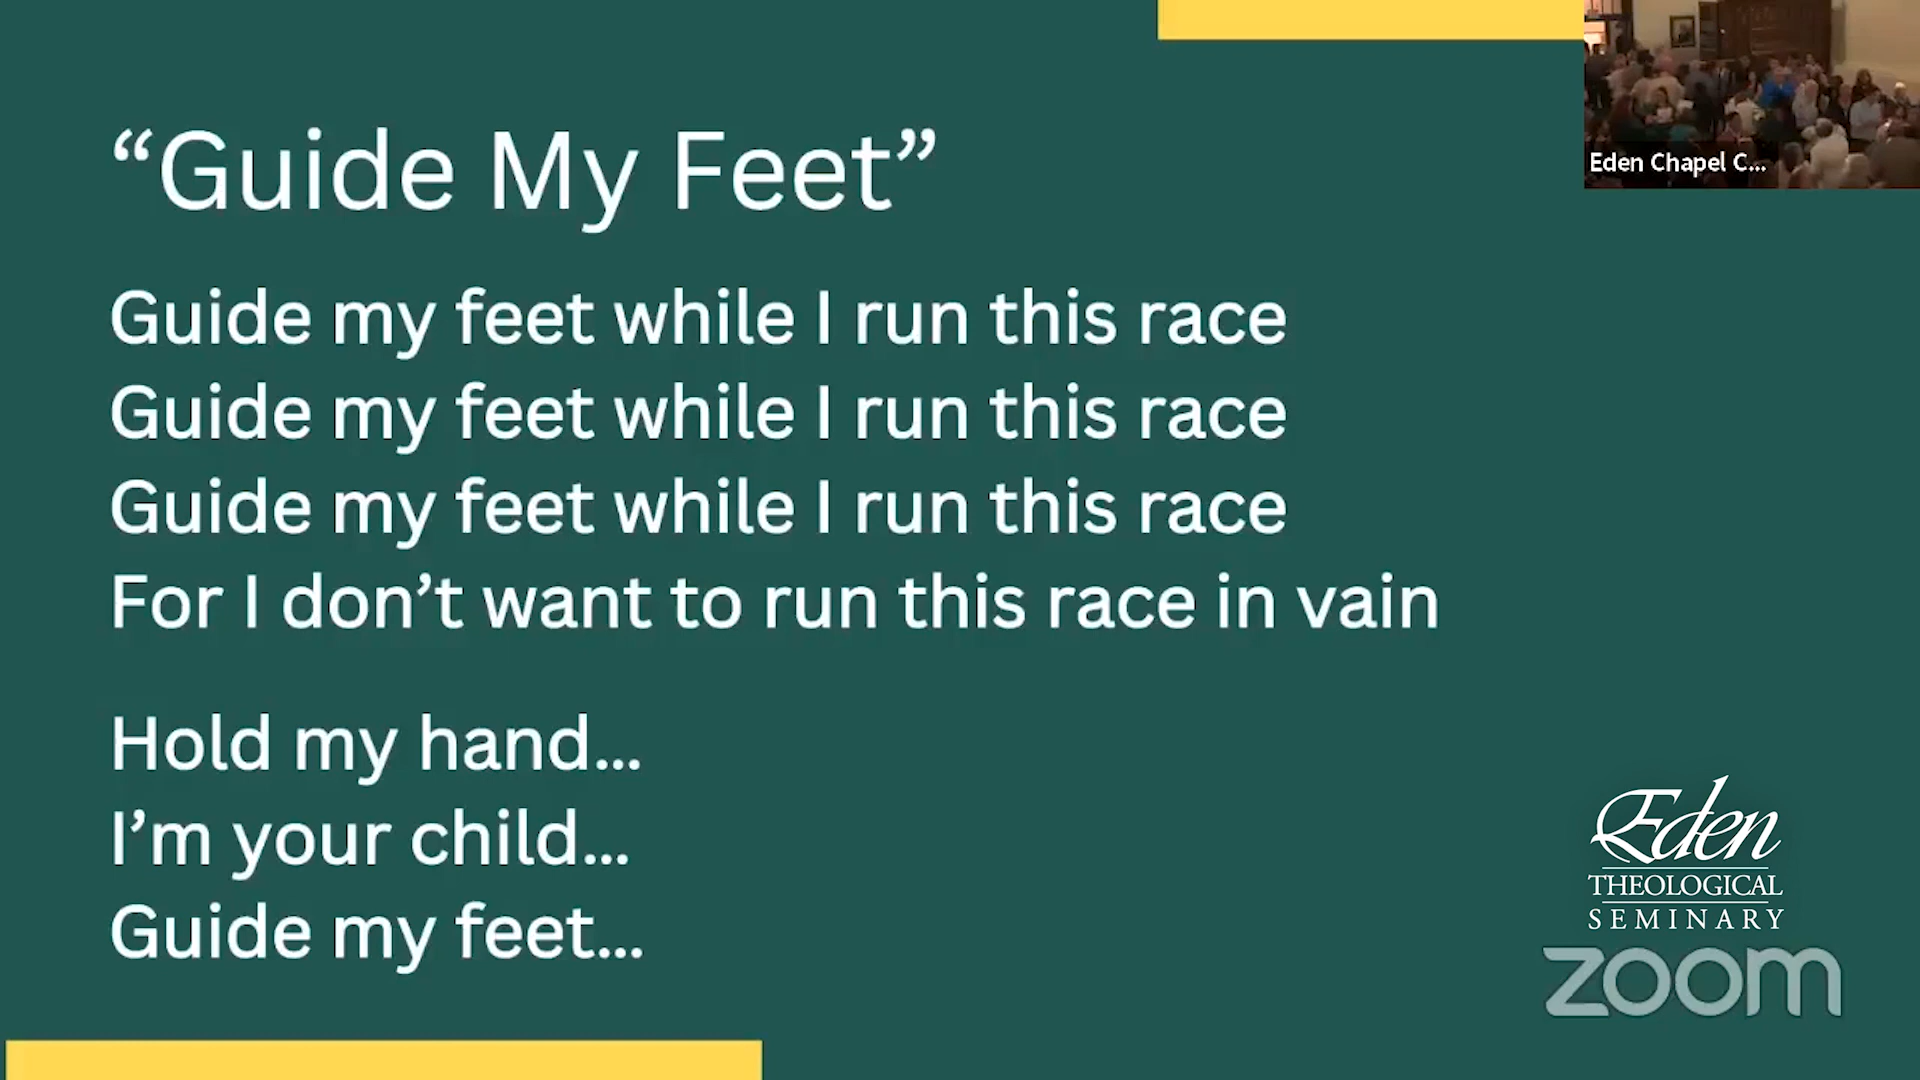 Eden Chapel C...
“Guide My Feet”
Guide my feet while I run this race
Guide my feet while I run this race
Guide my feet while I run this race
For I don’t want to run this race in vain
Hold my hand...
I’m your child...
Guide my feet...
Eden
THEOLOGICAL
SEMINARY
zoom